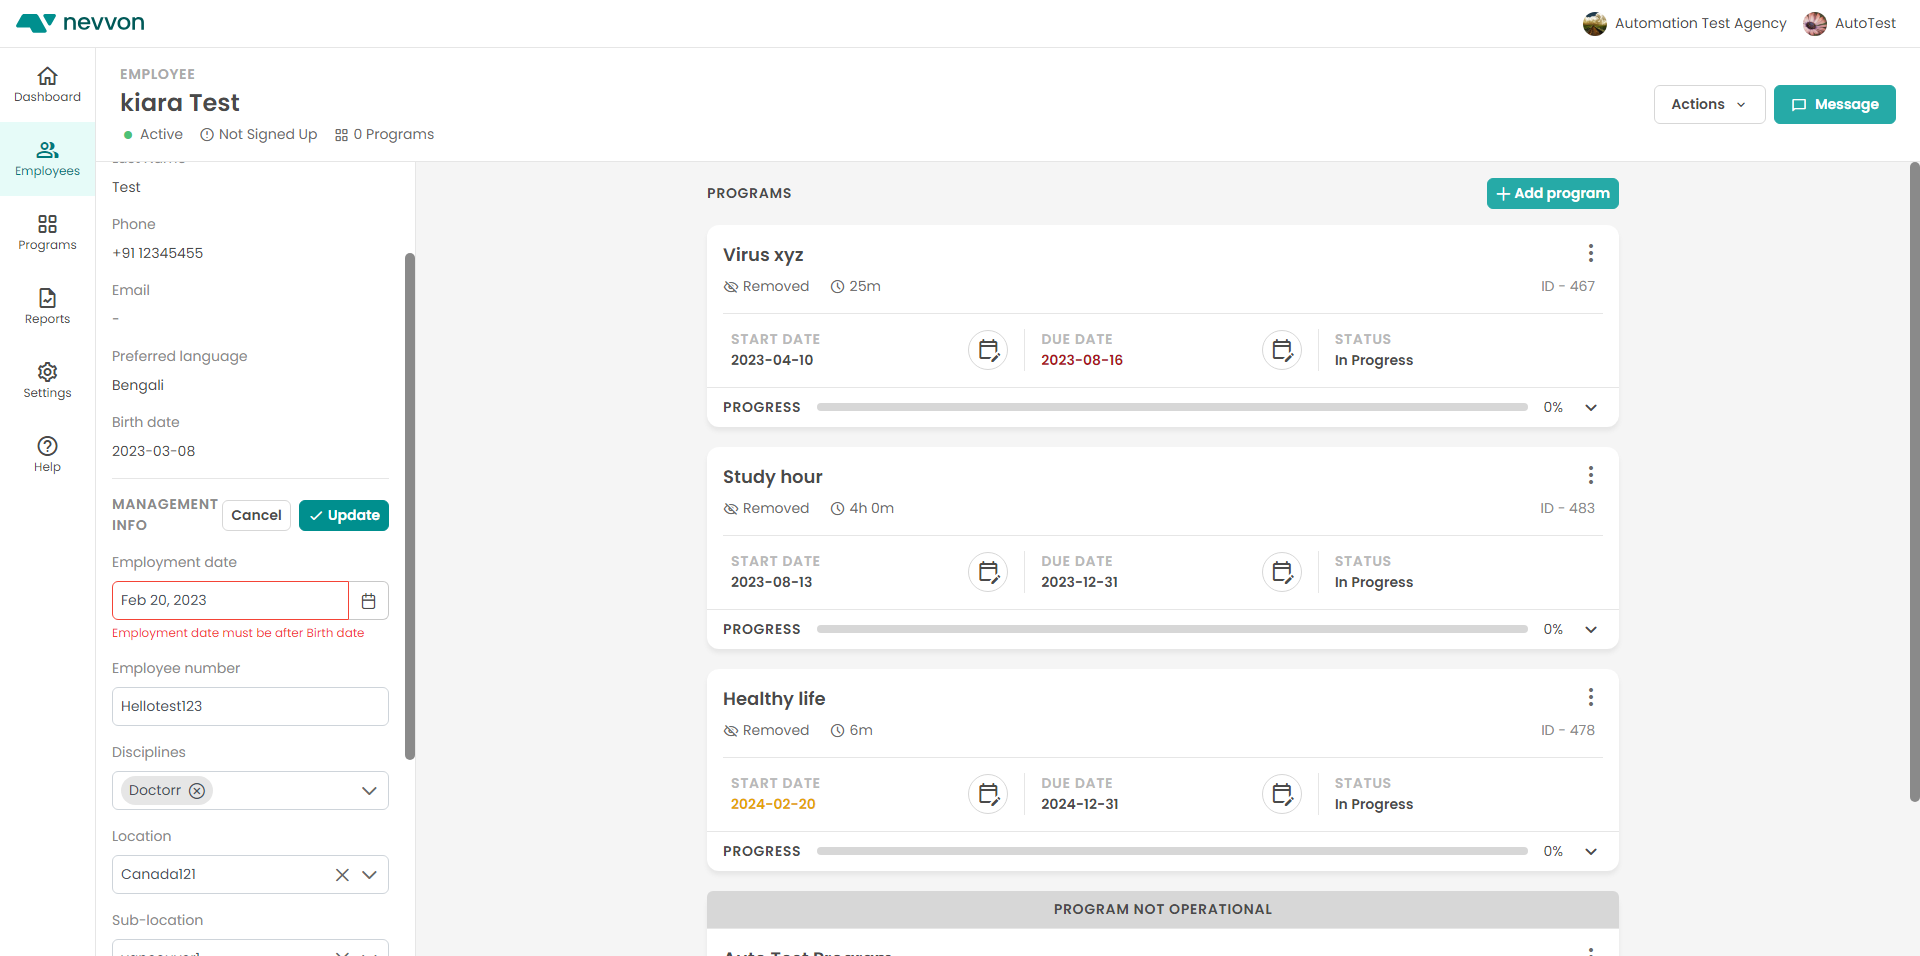 nevvon
Automation Test Agency
AutoTest
Dashboard
Employees
Programs
Reports
Settings
Help
EMPLOYEE
kiara Test
Active
Not Signed Up
0 Programs
Actions
Message
Last Name
Test
Phone
+91 12345455
Email
-
Preferred language
Bengali
Birth date
2023-03-08
MANAGEMENT
INFO
Cancel
Update
Employment date
Feb 20, 2023
Employment date must be after Birth date
Employee number
Hellotest123
Disciplines
Doctorr
Location
Canada121
Sub-location
PROGRAMS
Add program
Virus xyz
Removed
25m
ID - 467
START DATE
2023-04-10
DUE DATE
2023-08-16
STATUS
In Progress
PROGRESS
0%
Study hour
Removed
4h 0m
ID - 483
START DATE
2023-08-13
DUE DATE
2023-12-31
STATUS
In Progress
PROGRESS
0%
Healthy life
Removed
6m
ID - 478
START DATE
2024-02-20
DUE DATE
2024-12-31
STATUS
In Progress
PROGRESS
0%
PROGRAM NOT OPERATIONAL
Auto Test Program